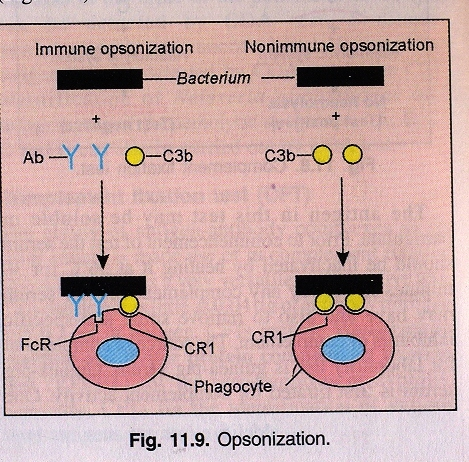 Immune opsonization
Nonimmune opsonization
Bacterium
+
+
Ab
C3b
C3b
FcR
CR1
CR1
Phagocyte
Fig. 11.9. Opsonization.